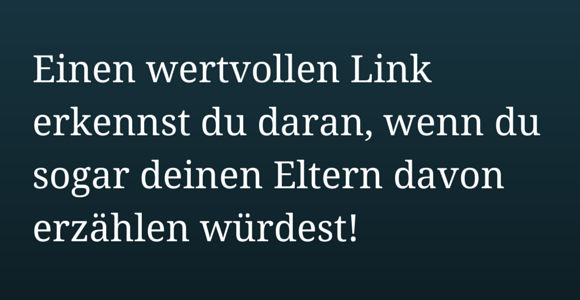 Einen wertvollen Link
erkennst du daran, wenn du
sogar deinen Eltern davon
erzählen würdest!